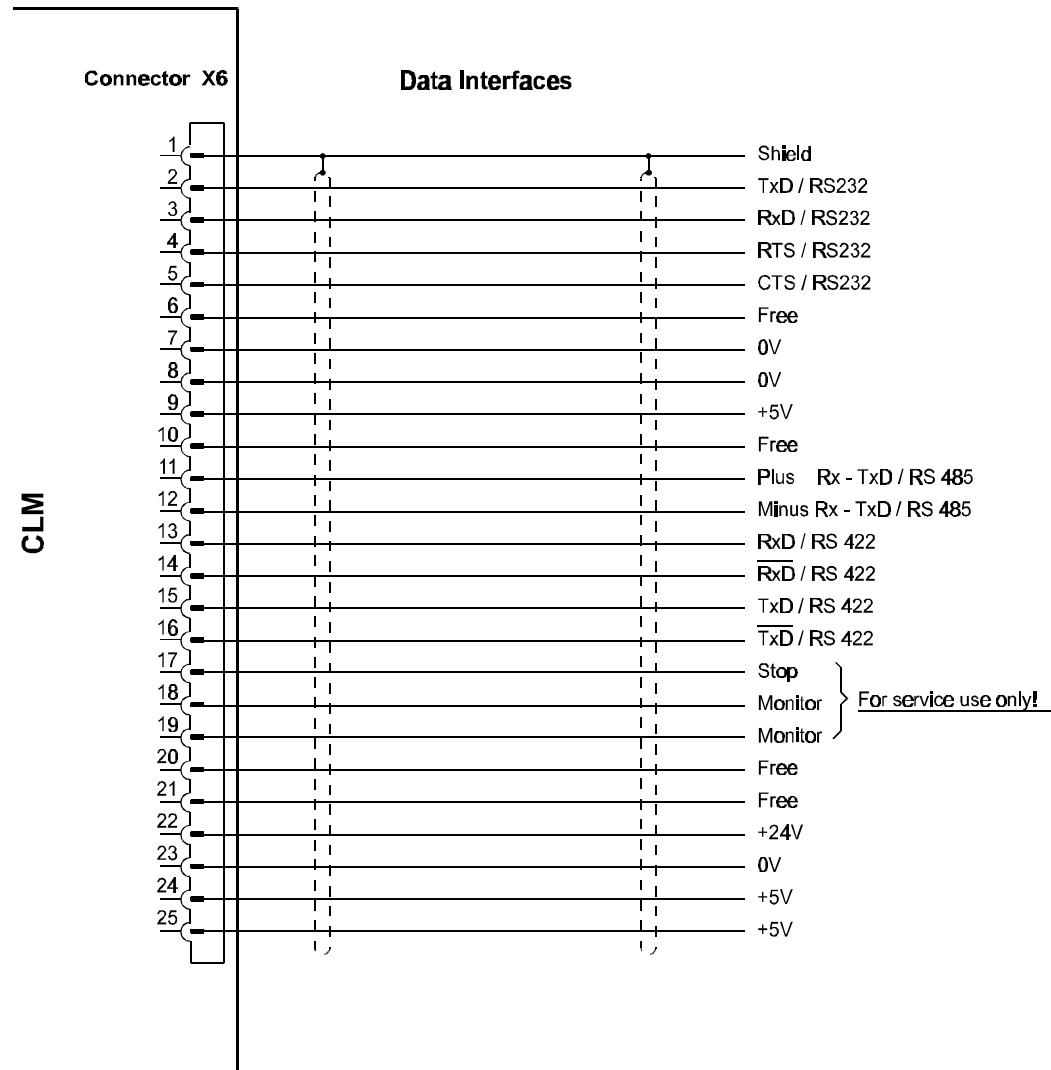 Connector X6
Data Interfaces
CLM
1 Shield
2 TxD / RS232
3 RxD / RS232
4 RTS / RS232
5 CTS / RS232
6 Free
7 0V
8 0V
9 +5V
10 Free
11 Plus Rx - TxD / RS 485
12 Minus Rx - TxD / RS 485
13 RxD / RS 422
14 R̅x̅D̅ / RS 422
15 TxD / RS 422
16 T̅x̅D̅ / RS 422
17 Stop
18 Monitor For service use only!
19 Monitor
20 Free
21 Free
22 +24V
23 0V
24 +5V
25 +5V